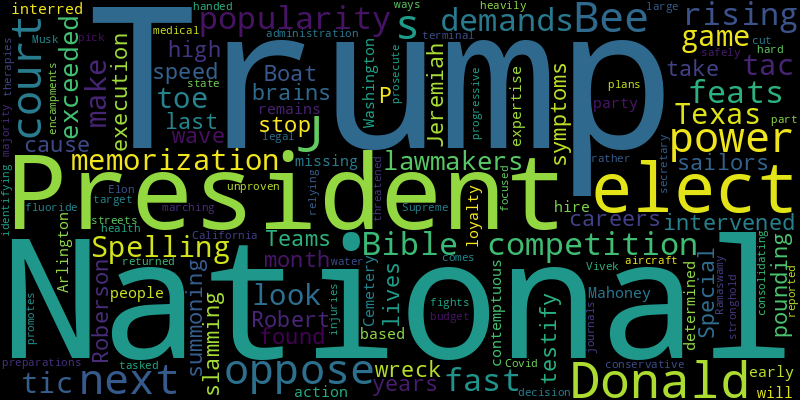 interred
Musk
pick
therapies
majority
court
encampments
exceeded
make
execution
medical
handed
ways
heavily
terminal
administration
popularity
s
demands
Bee
large
rising
cut
hard
safely
game
take
tac
Trump
high
speed
state
toe
last
wave
cause
Boat
brains
remains
legal
stop
J
Washington
P
prosecute
Jeremiah
progressive
expertise
symptoms
plans
party
rather
secretary
feats
Texas
part
power
sailors
memorization
missing
lawmakers
identifying
fluoride
streets
health
Elon
target
marching
unproven
California
relying
threatened
Supreme
loyalty
focused
hire
President
elect
careers
intervened
Arlington
Spelling
returned
Teams
month
water
Bible
competition
comes
Vivek
aircraft
Ramaswamy
Special
stronghold
consolidating
reported
pounding
National
promotes
people
Roberson
summoning
slamming
look
Robert
found
injuries
based
Cemetery
lives
fights
budget
contemptuous
testify
Mahoney
journals
determined
preparations
tasked
tic
next
oppose
action
wreck
years
fast
Covid
decision
conservative
Donald
early
will